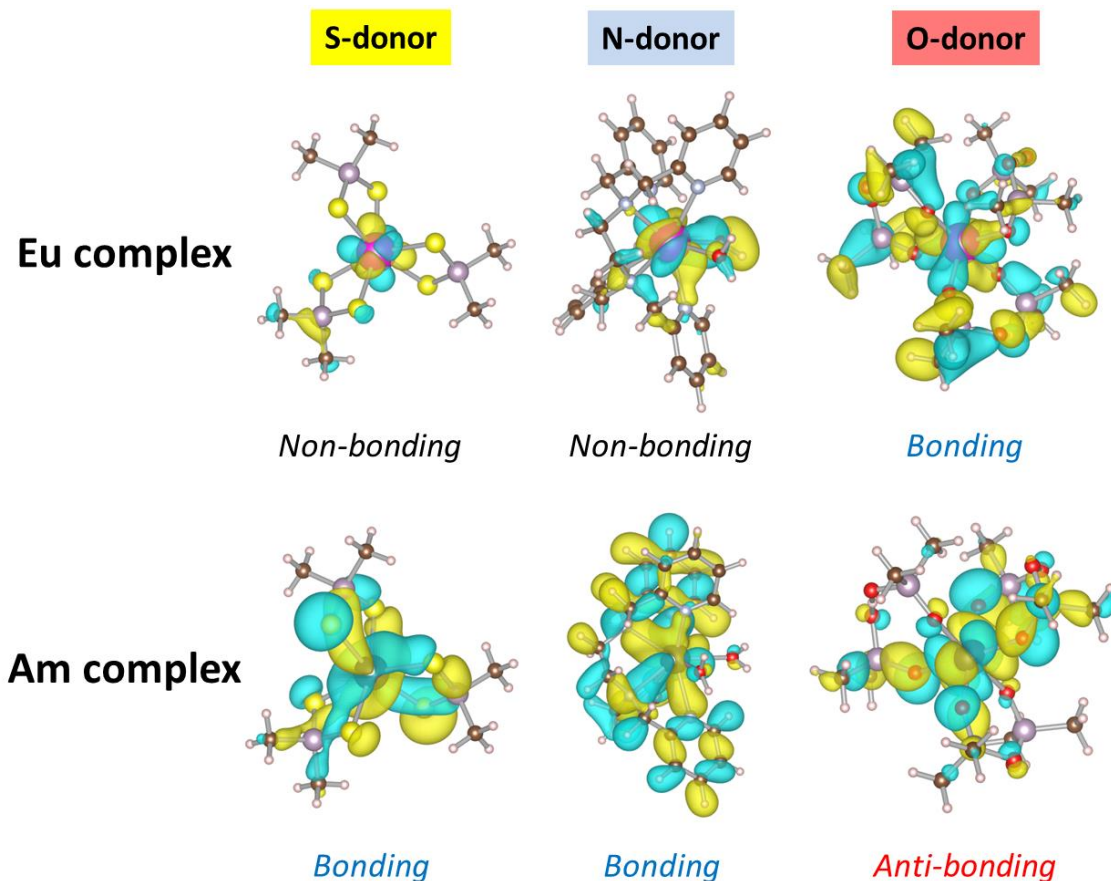 S-donor
N-donor
O-donor
Eu complex
Non-bonding
Non-bonding
Bonding
Am complex
Bonding
Bonding
Anti-bonding